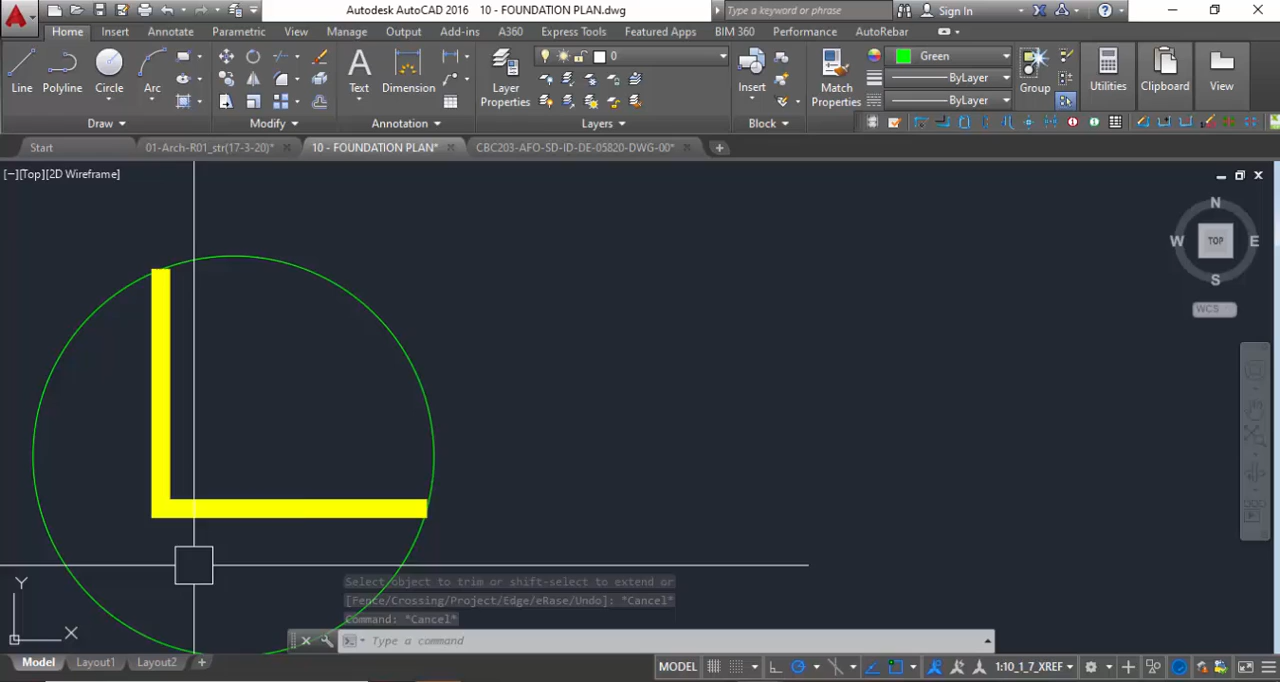 Autodesk AutoCAD 2016 10 - FOUNDATION PLAN.dwg
Type a keyword or phrase
Sign In
Home Insert Annotate Parametric View Manage Output Add-ins A360 Express Tools Featured Apps BIM 360 Performance AutoRebar
Line Polyline Circle Arc
Text Dimension
Layer Properties
0
Insert
Match Properties
Green
ByLayer
ByLayer
Group
Utilities
Clipboard
View
Draw Modify Annotation Layers Block
Start 01-Arch-R01_str(17-3-20)* 10 - FOUNDATION PLAN* CBC203-AFO-SD-ID-DE-05820-DWG-00*
[−][Top][2D Wireframe]
N
W TOP E
S
WCS
Y
X
Select object to trim or shift-select to extend or
[Fence/Crossing/Project/Edge/eRase/Undo]: *Cancel*
Command: *Cancel*
Type a command
Model Layout1 Layout2
MODEL 1:10_1_7_XREF